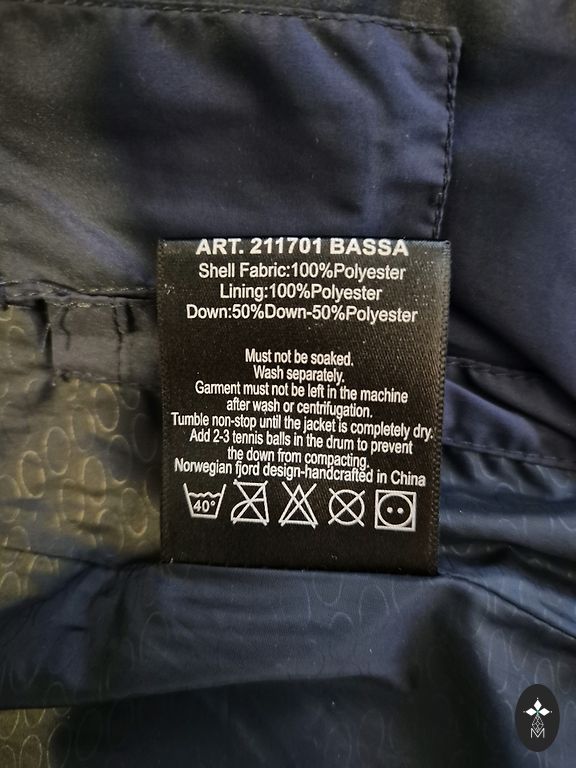 ART. 211701 BASSA
Shell Fabric:100%Polyester
Lining:100%Polyester
Down:50%Down-50%Polyester
Must not be soaked.
Wash separately.
Garment must not be left in the machine
after wash or centrifugation.
Tumble non-stop until the jacket is completely dry.
Add 2-3 tennis balls in the drum to prevent
the down from compacting.
Norwegian fjord design-handcrafted in China
40°
M